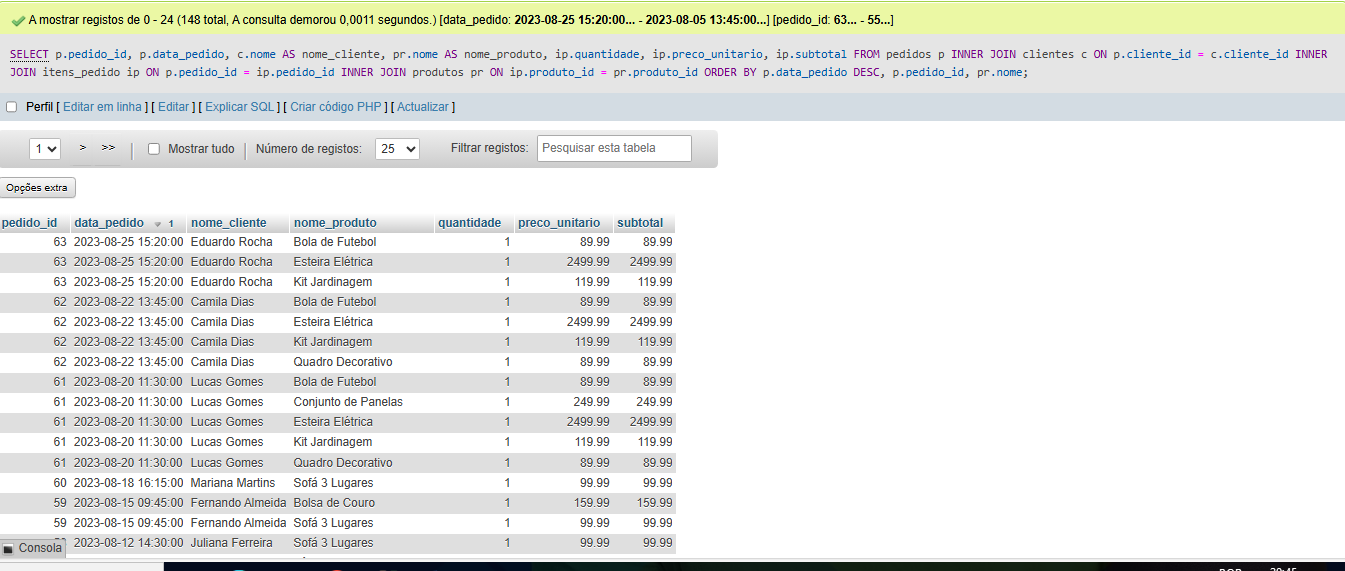 A mostrar registos de 0 - 24 (148 total, A consulta demorou 0,0011 segundos.) [data_pedido: 2023-08-25 15:20:00... - 2023-08-05 13:45:00...] [pedido_id: 63... - 55...]
SELECT p.pedido_id, p.data_pedido, c.nome AS nome_cliente, pr.nome AS nome_produto, ip.quantidade, ip.preco_unitario, ip.subtotal FROM pedidos p INNER JOIN clientes c ON p.cliente_id = c.cliente_id INNER
JOIN itens_pedido ip ON p.pedido_id = ip.pedido_id INNER JOIN produtos pr ON ip.produto_id = pr.produto_id ORDER BY p.data_pedido DESC, p.pedido_id, pr.nome;
Perfil [ Editar em linha ] [ Editar ] [ Explicar SQL ] [ Criar código PHP ] [ Actualizar ]
1 > >> | Mostrar tudo | Número de registos: 25 Filtrar registos: Pesquisar esta tabela
Opções extra
pedido_id data_pedido 1 nome_cliente nome_produto quantidade preco_unitario subtotal
63 2023-08-25 15:20:00 Eduardo Rocha Bola de Futebol 1 89.99 89.99
63 2023-08-25 15:20:00 Eduardo Rocha Esteira Elétrica 1 2499.99 2499.99
63 2023-08-25 15:20:00 Eduardo Rocha Kit Jardinagem 1 119.99 119.99
62 2023-08-22 13:45:00 Camila Dias Bola de Futebol 1 89.99 89.99
62 2023-08-22 13:45:00 Camila Dias Esteira Elétrica 1 2499.99 2499.99
62 2023-08-22 13:45:00 Camila Dias Kit Jardinagem 1 119.99 119.99
62 2023-08-22 13:45:00 Camila Dias Quadro Decorativo 1 89.99 89.99
61 2023-08-20 11:30:00 Lucas Gomes Bola de Futebol 1 89.99 89.99
61 2023-08-20 11:30:00 Lucas Gomes Conjunto de Panelas 1 249.99 249.99
61 2023-08-20 11:30:00 Lucas Gomes Esteira Elétrica 1 2499.99 2499.99
61 2023-08-20 11:30:00 Lucas Gomes Kit Jardinagem 1 119.99 119.99
61 2023-08-20 11:30:00 Lucas Gomes Quadro Decorativo 1 89.99 89.99
60 2023-08-18 16:15:00 Mariana Martins Sofá 3 Lugares 1 99.99 99.99
59 2023-08-15 09:45:00 Fernando Almeida Bolsa de Couro 1 159.99 159.99
59 2023-08-15 09:45:00 Fernando Almeida Sofá 3 Lugares 1 99.99 99.99
2023-08-12 14:30:00 Juliana Ferreira Sofá 3 Lugares 1 99.99 99.99
Consola